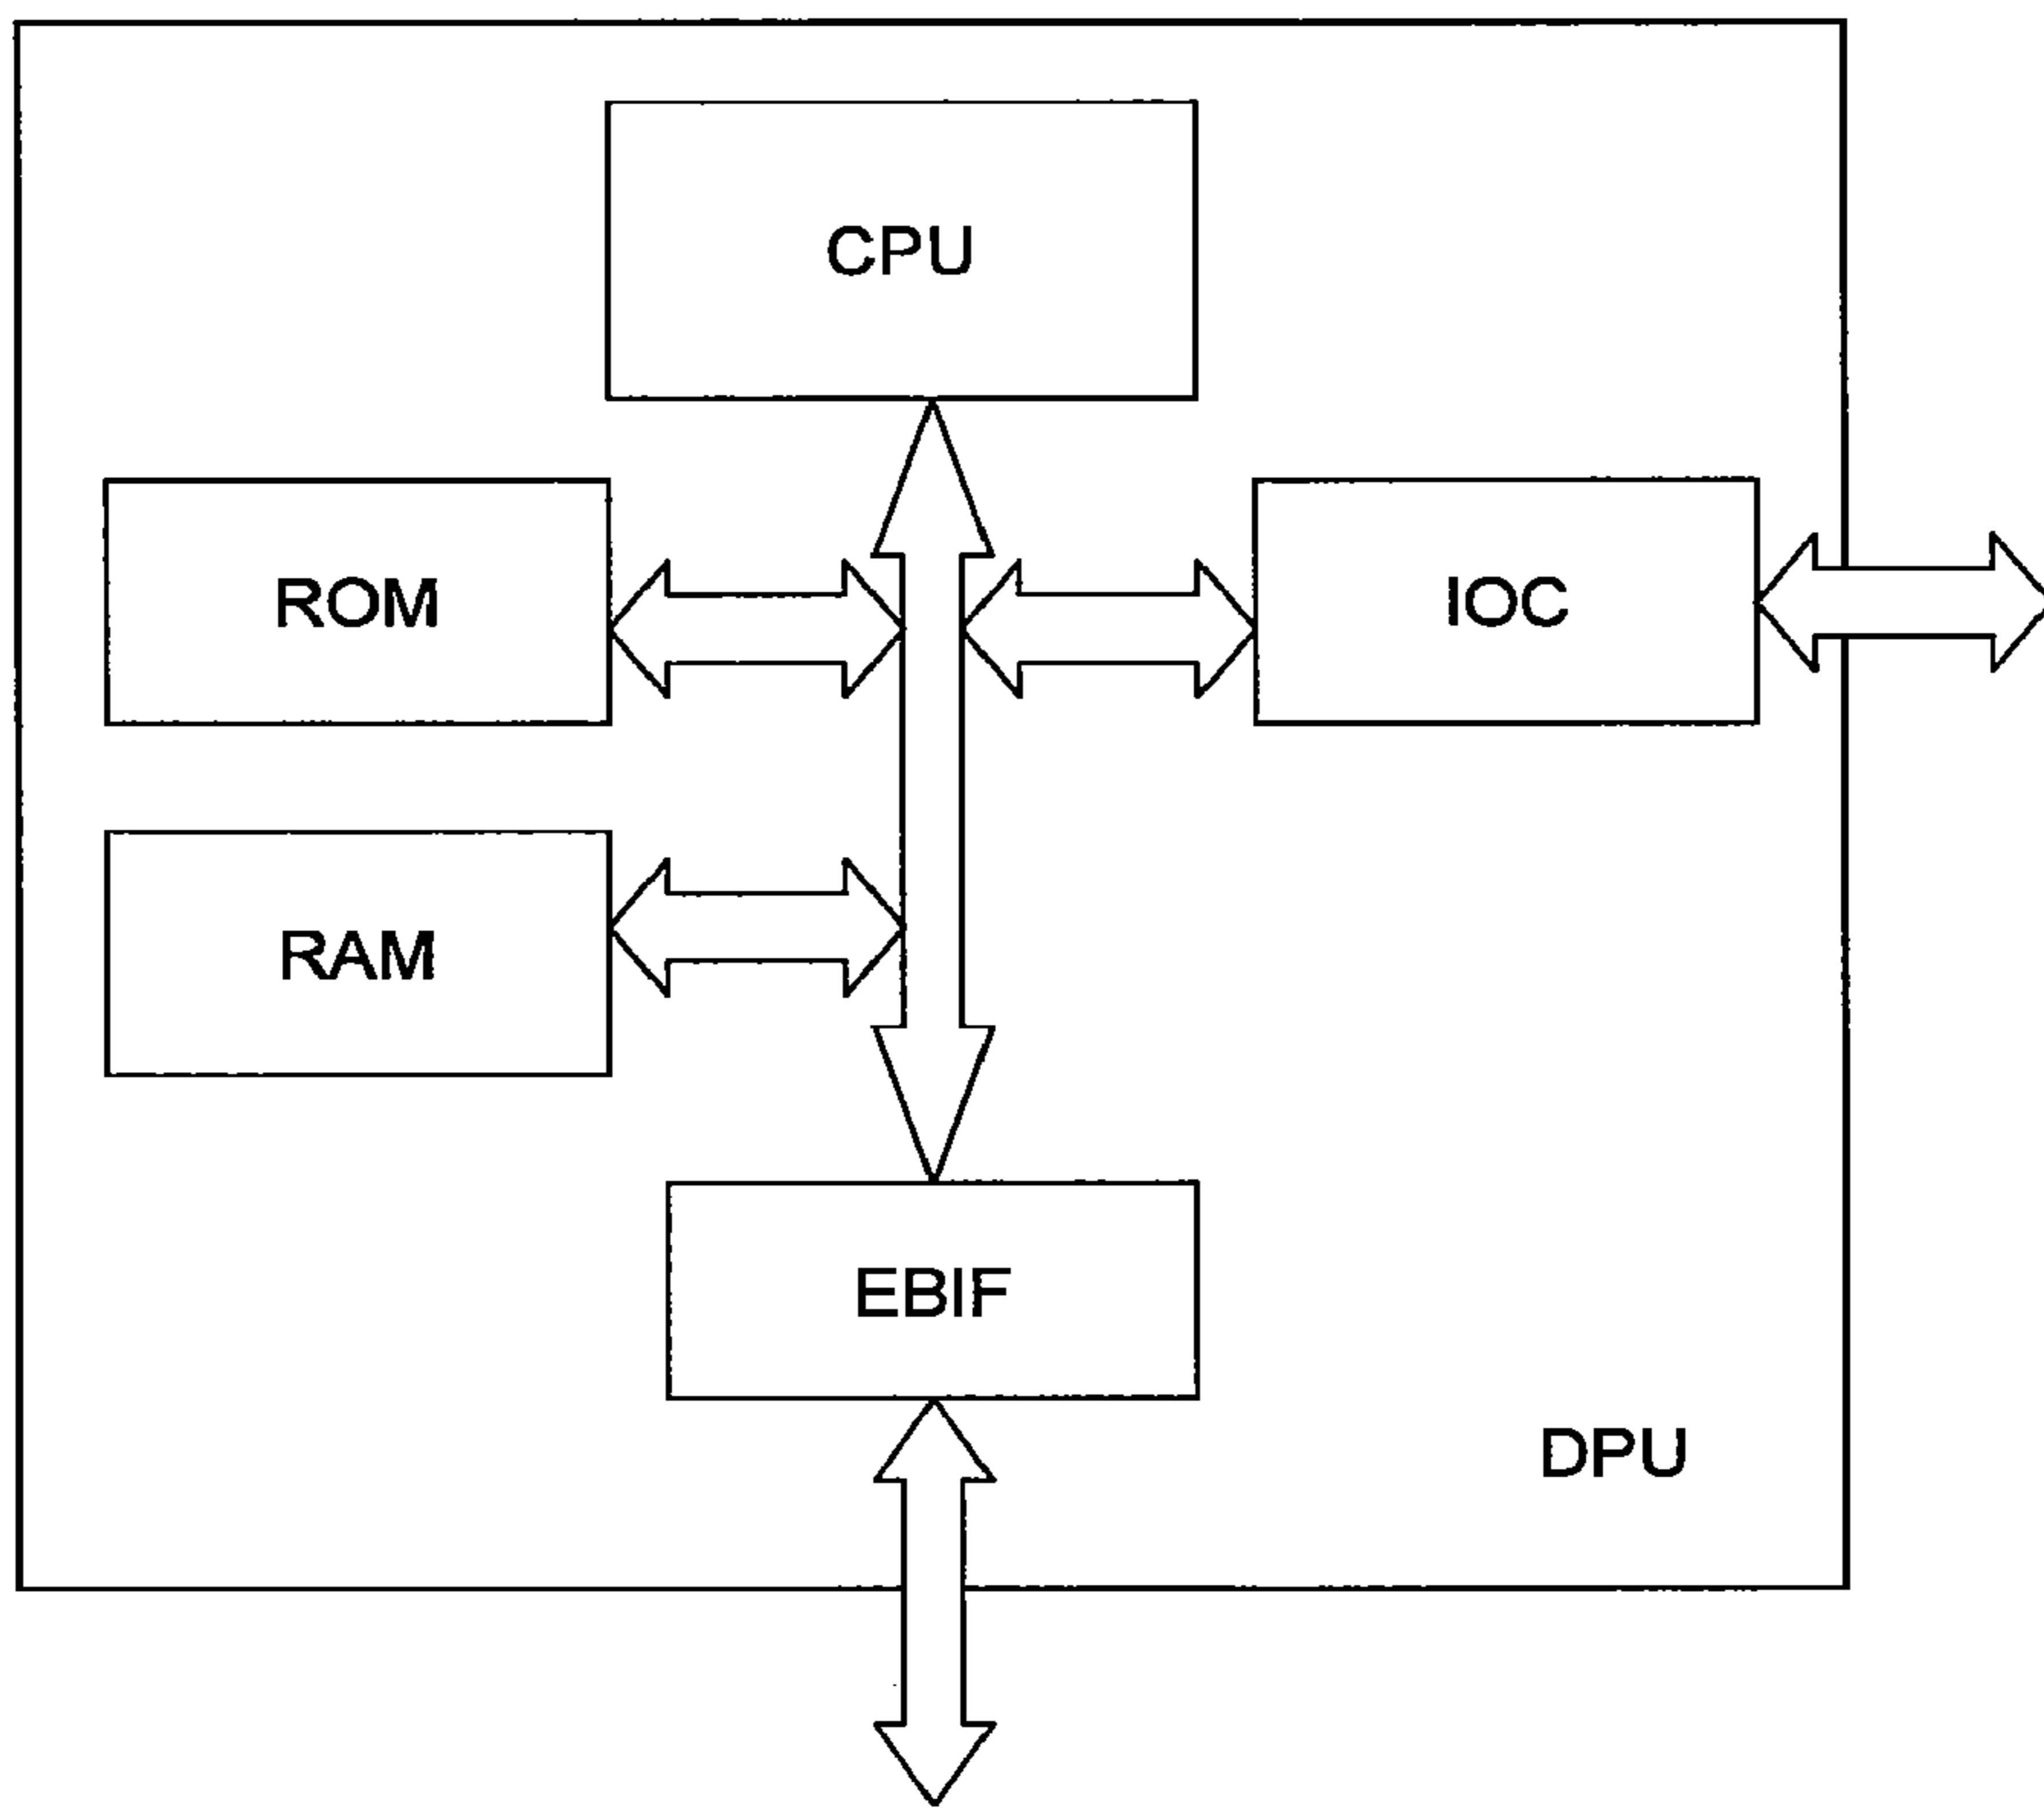 CPU
ROM
IOC
RAM
EBIF
DPU